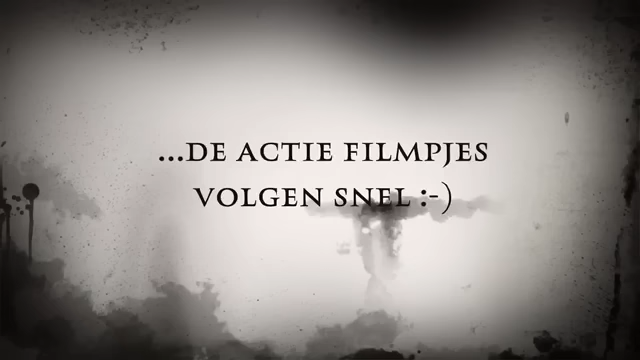 ...DE ACTIE FILMPJES
VOLGEN SNEL :-)